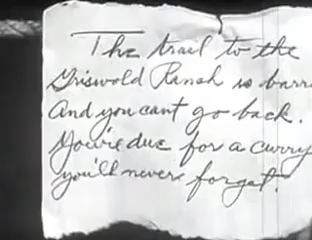 The trail to the
Griswold Ranch is barr
And you cant go back.
You're due for a curry
you'll never forget.